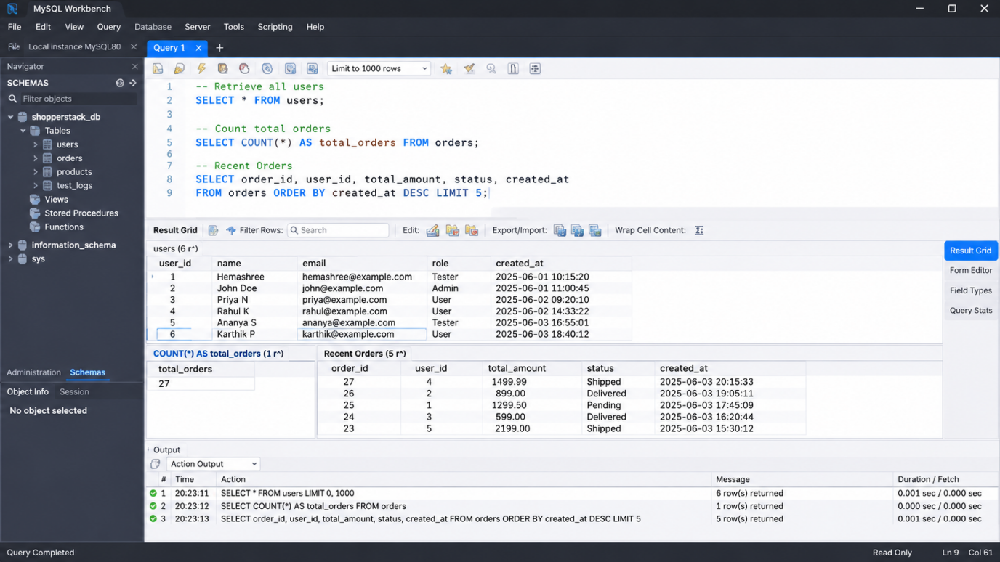 MySQL Workbench
File Edit View Query Database Server Tools Scripting Help
File Local instance MySQL80 Query 1
Navigator
SCHEMAS
Filter objects
shopperstack_db
Tables
users
orders
products
test_logs
Views
Stored Procedures
Functions
information_schema
sys
Administration Schemas
Object Info Session
No object selected
Limit to 1000 rows
1 -- Retrieve all users
2 SELECT * FROM users;
3
4 -- Count total orders
5 SELECT COUNT(*) AS total_orders FROM orders;
6
7 -- Recent Orders
8 SELECT order_id, user_id, total_amount, status, created_at
9 FROM orders ORDER BY created_at DESC LIMIT 5;
Result Grid Filter Rows: Search Edit: Export/Import: Wrap Cell Content:
users (6 r^)
user_id name email role created_at
1 Hemashree hemashree@example.com Tester 2025-06-01 10:15:20
2 John Doe john@example.com Admin 2025-06-01 11:00:45
3 Priya N priya@example.com User 2025-06-02 09:20:10
4 Rahul K rahul@example.com User 2025-06-02 14:33:22
5 Ananya S ananya@example.com Tester 2025-06-03 16:55:01
6 Karthik P karthik@example.com User 2025-06-03 18:40:12
Result Grid
Form Editor
Field Types
Query Stats
COUNT(*) AS total_orders (1 r^)
total_orders
27
Recent Orders (5 r^)
order_id user_id total_amount status created_at
27 4 1499.99 Shipped 2025-06-03 20:15:33
26 2 899.00 Delivered 2025-06-03 19:05:11
25 1 1299.50 Pending 2025-06-03 17:45:09
24 3 599.00 Delivered 2025-06-03 16:20:44
23 5 2199.00 Shipped 2025-06-03 15:30:12
Output
Action Output
# Time Action Message Duration / Fetch
1 20:23:11 SELECT * FROM users LIMIT 0, 1000 6 row(s) returned 0.001 sec / 0.000 sec
2 20:23:12 SELECT COUNT(*) AS total_orders FROM orders 1 row(s) returned 0.000 sec / 0.000 sec
3 20:23:13 SELECT order_id, user_id, total_amount, status, created_at FROM orders ORDER BY created_at DESC LIMIT 5 5 row(s) returned 0.001 sec / 0.000 sec
Query Completed Read Only Ln 9 Col 61